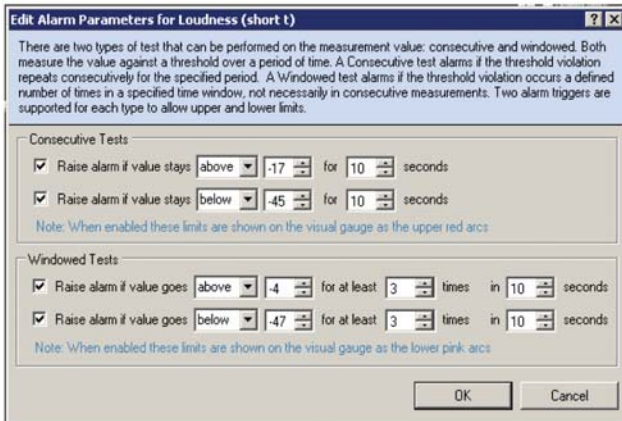 Edit Alarm Parameters for Loudness (short t)
There are two types of test that can be performed on the measurement value: consecutive and windowed. Both
measure the value against a threshold over a period of time. A Consecutive test alarms if the threshold violation
repeats consecutively for the specified period. A Windowed test alarms if the threshold violation occurs a defined
number of times in a specified time window, not necessarily in consecutive measurements. Two alarm triggers are
supported for each type to allow upper and lower limits.
Consecutive Tests
Raise alarm if value stays above -17 for 10 seconds
Raise alarm if value stays below -45 for 10 seconds
Note: When enabled these limits are shown on the visual gauge as the upper red arcs
Windowed Tests
Raise alarm if value goes above -4 for at least 3 times in 10 seconds
Raise alarm if value goes below -47 for at least 3 times in 10 seconds
Note: When enabled these limits are shown on the visual gauge as the lower pink arcs
OK Cancel